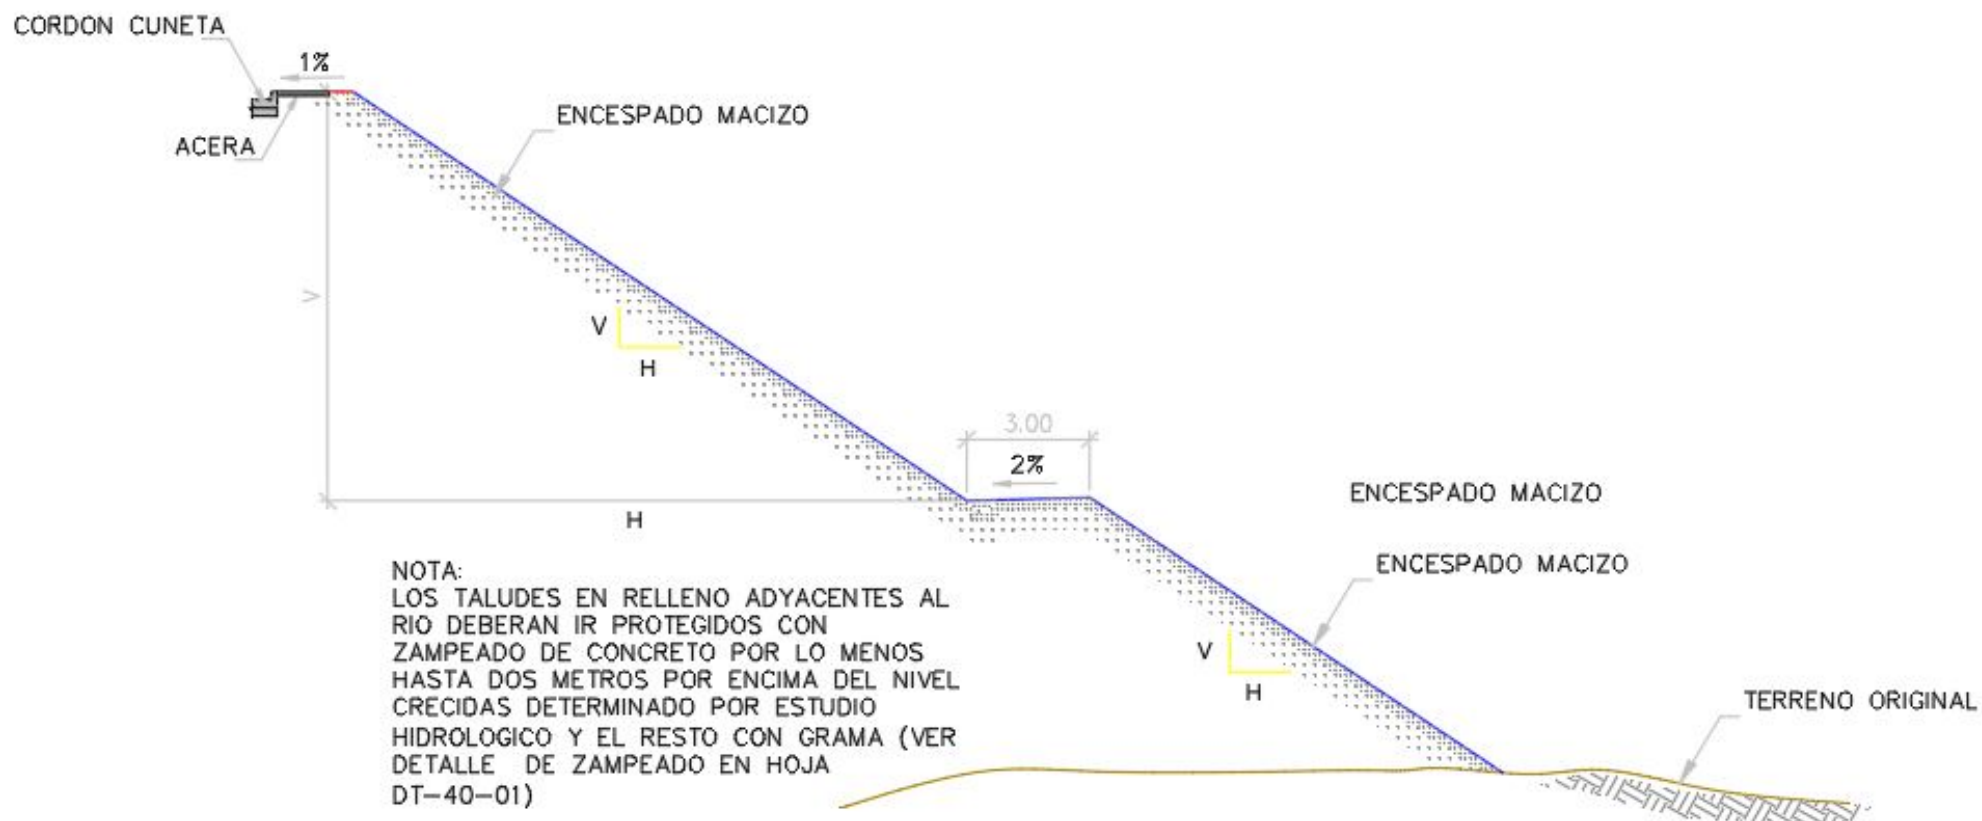 CORDON CUNETA
1%
ENCESPADO MACIZO
ACERA
V
V
H
3.00
2%
H
ENCESPADO MACIZO
ENCESPADO MACIZO
V
H
TERRENO ORIGINAL
NOTA:
LOS TALUDES EN RELLENO ADYACENTES AL
RIO DEBERAN IR PROTEGIDOS CON
ZAMPEADO DE CONCRETO POR LO MENOS
HASTA DOS METROS POR ENCIMA DEL NIVEL
CRECIDAS DETERMINADO POR ESTUDIO
HIDROLOGICO Y EL RESTO CON GRAMA (VER
DETALLE DE ZAMPEADO EN HOJA
DT-40-01)